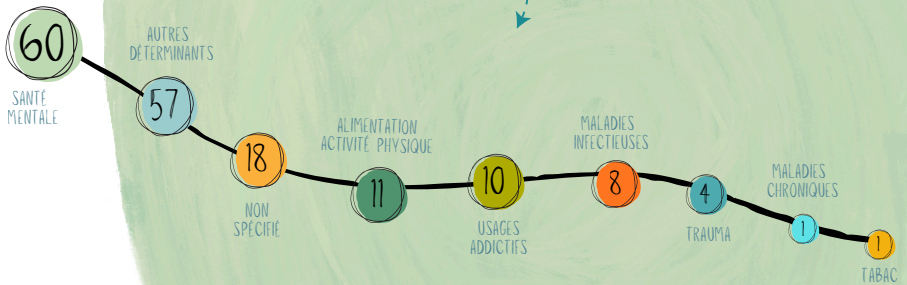 60
SANTÉ
MENTALE
AUTRES
DÉTERMINANTS
57
18
NON
SPÉCIFIÉ
ALIMENTATION
ACTIVITÉ PHYSIQUE
11
10
USAGES
ADDICTIFS
MALADIES
INFECTIEUSES
8
4
TRAUMA
MALADIES
CHRONIQUES
1
1
TABAC